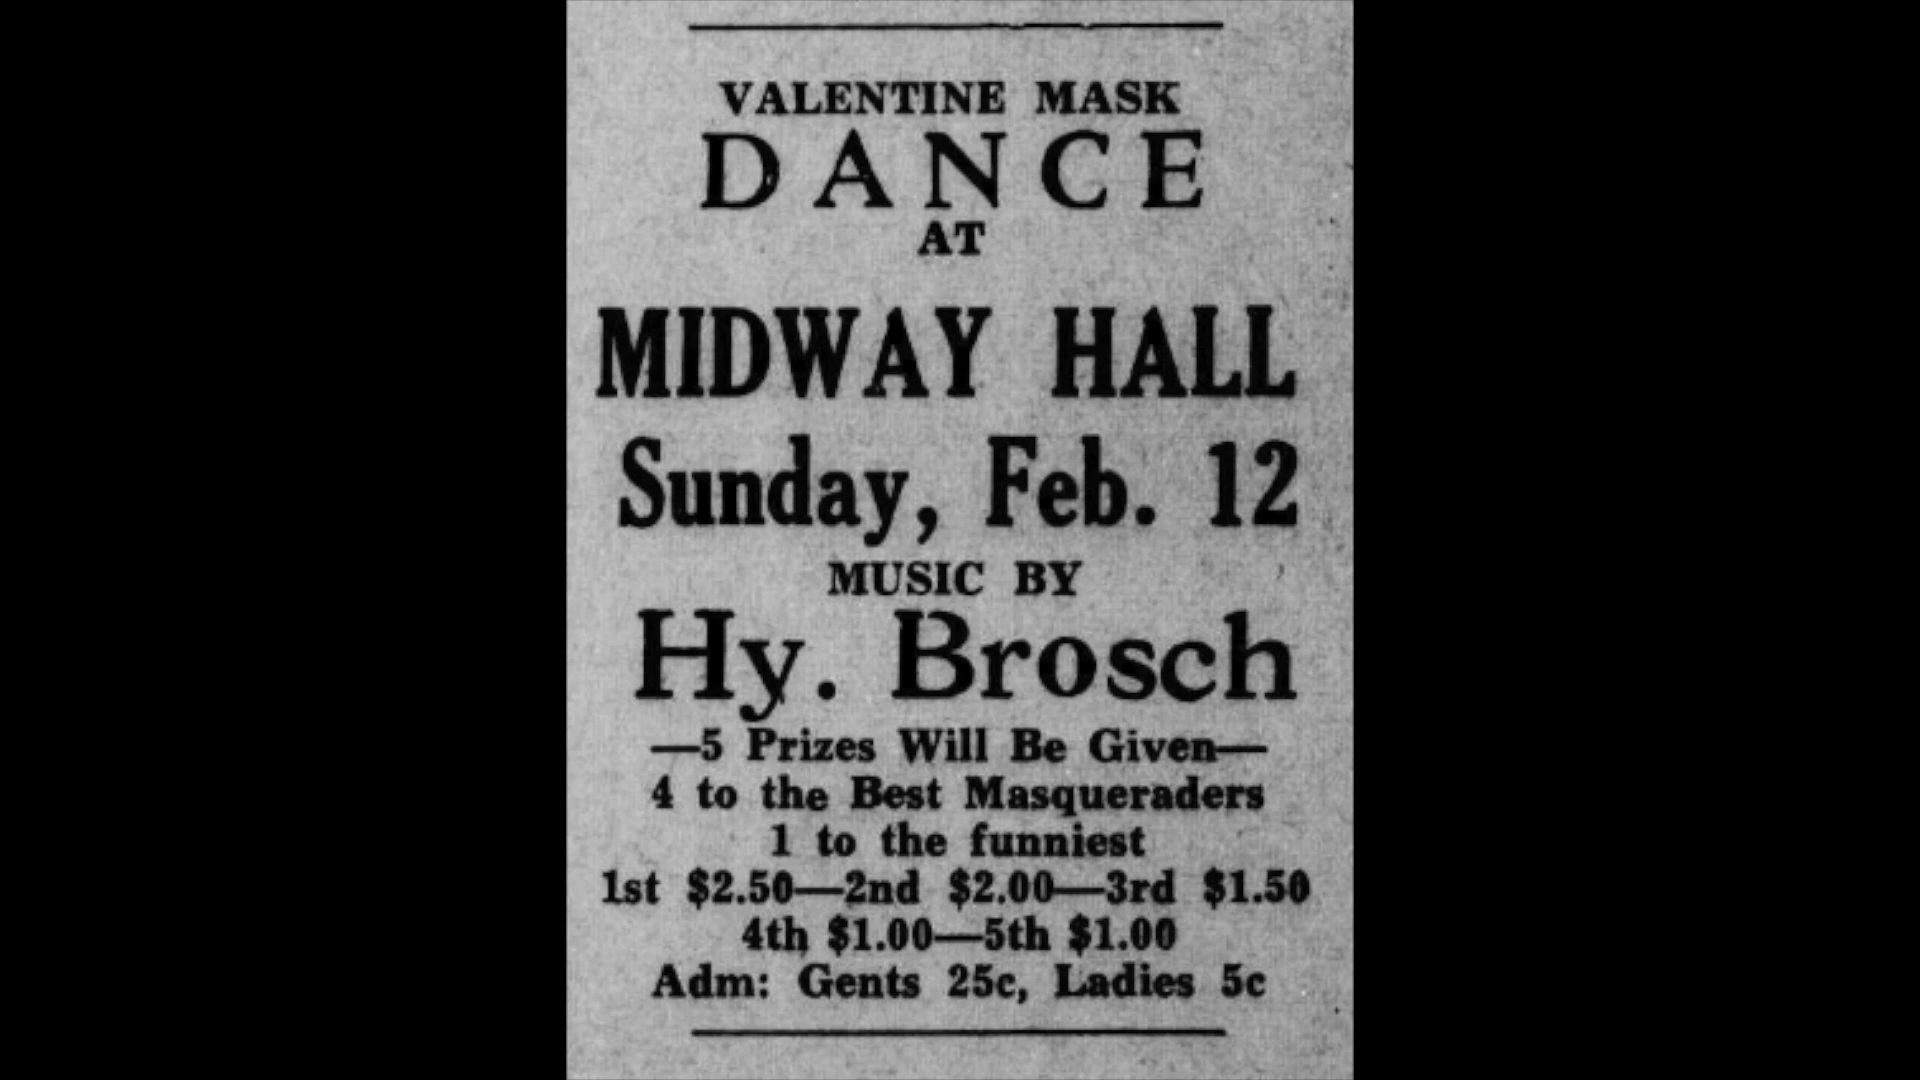 VALENTINE MASK
DANCE
AT
MIDWAY HALL
Sunday, Feb. 12
MUSIC BY
Hy. Brosch
—5 Prizes Will Be Given—
4 to the Best Masqueraders
1 to the funniest
1st $2.50—2nd $2.00—3rd $1.50
4th $1.00—5th $1.00
Adm: Gents 25c, Ladies 5c